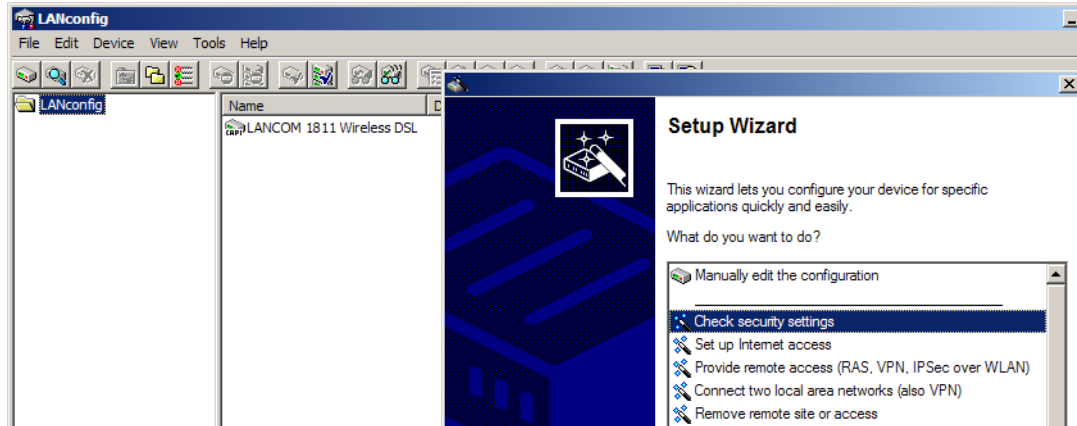 LANconfig
File Edit Device View Tools Help
LANconfig
Name
CAPI LANCOM 1811 Wireless DSL
Setup Wizard
This wizard lets you configure your device for specific
applications quickly and easily.
What do you want to do?
Manually edit the configuration
Check security settings
Set up Internet access
Provide remote access (RAS, VPN, IPSec over WLAN)
Connect two local area networks (also VPN)
Remove remote site or access